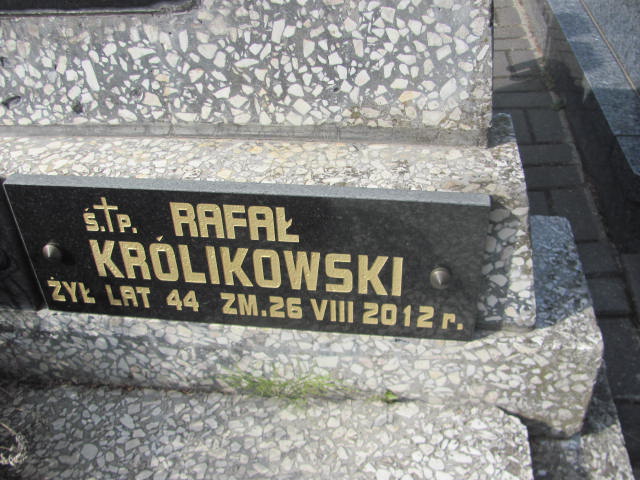 Ś.†P. RAFAŁ
KRÓLIKOWSKI
ŻYŁ LAT 44 ZM.26 VIII 2012 r.